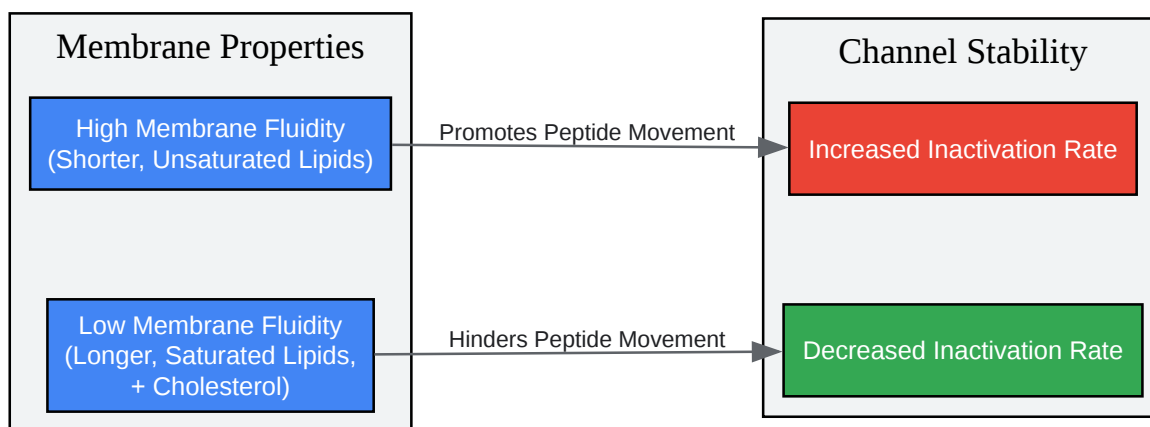 Membrane Properties
High Membrane Fluidity
(Shorter, Unsaturated Lipids)
Promotes Peptide Movement
Channel Stability
Increased Inactivation Rate
Low Membrane Fluidity
(Longer, Saturated Lipids,
+ Cholesterol)
Hinders Peptide Movement
Decreased Inactivation Rate